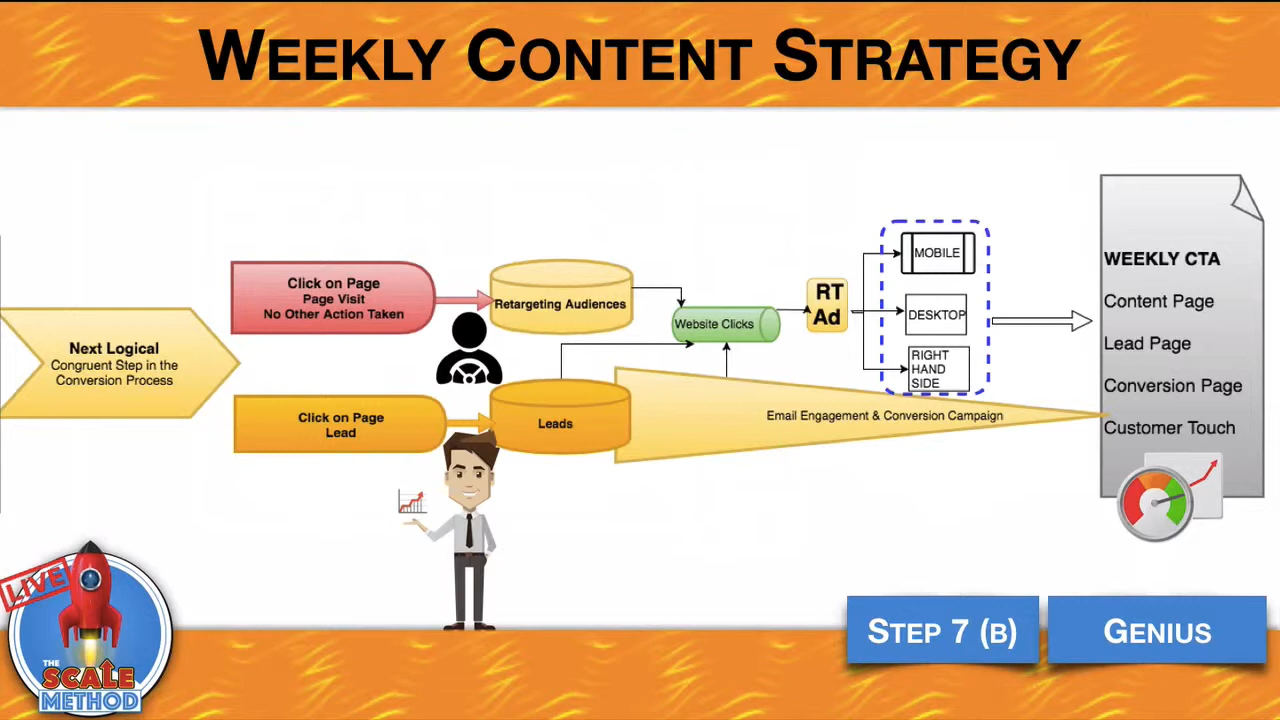 WEEKLY CONTENT STRATEGY
Next Logical
Congruent Step in the
Conversion Process
Click on Page
Page Visit
No Other Action Taken
Retargeting Audiences
Click on Page
Lead
Leads
Website Clicks
Email Engagement & Conversion Campaign
RT
Ad
MOBILE
DESKTOP
RIGHT
HAND
SIDE
WEEKLY CTA
Content Page
Lead Page
Conversion Page
Customer Touch
LIVE
THE
SCALE
METHOD
STEP 7 (B)
GENIUS